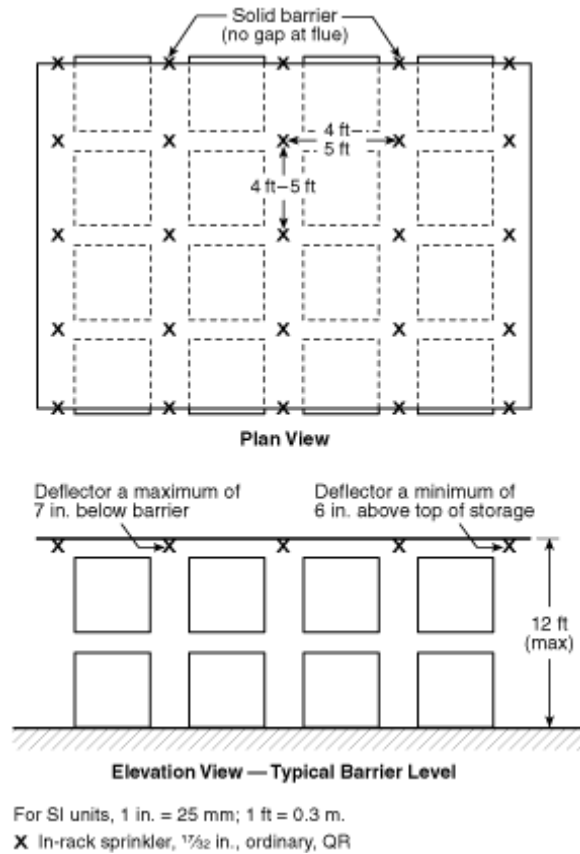 Solid barrier
(no gap at flue)
X X X X X
4 ft
X X X X X
5 ft
4 ft–5 ft
X X X X X
X X X X X
X X X X X
Plan View
Deflector a maximum of
7 in. below barrier
Deflector a minimum of
6 in. above top of storage
X X X X X
12 ft
(max)
Elevation View — Typical Barrier Level
For SI units, 1 in. = 25 mm; 1 ft = 0.3 m.
X In-rack sprinkler, 17/32 in., ordinary, QR